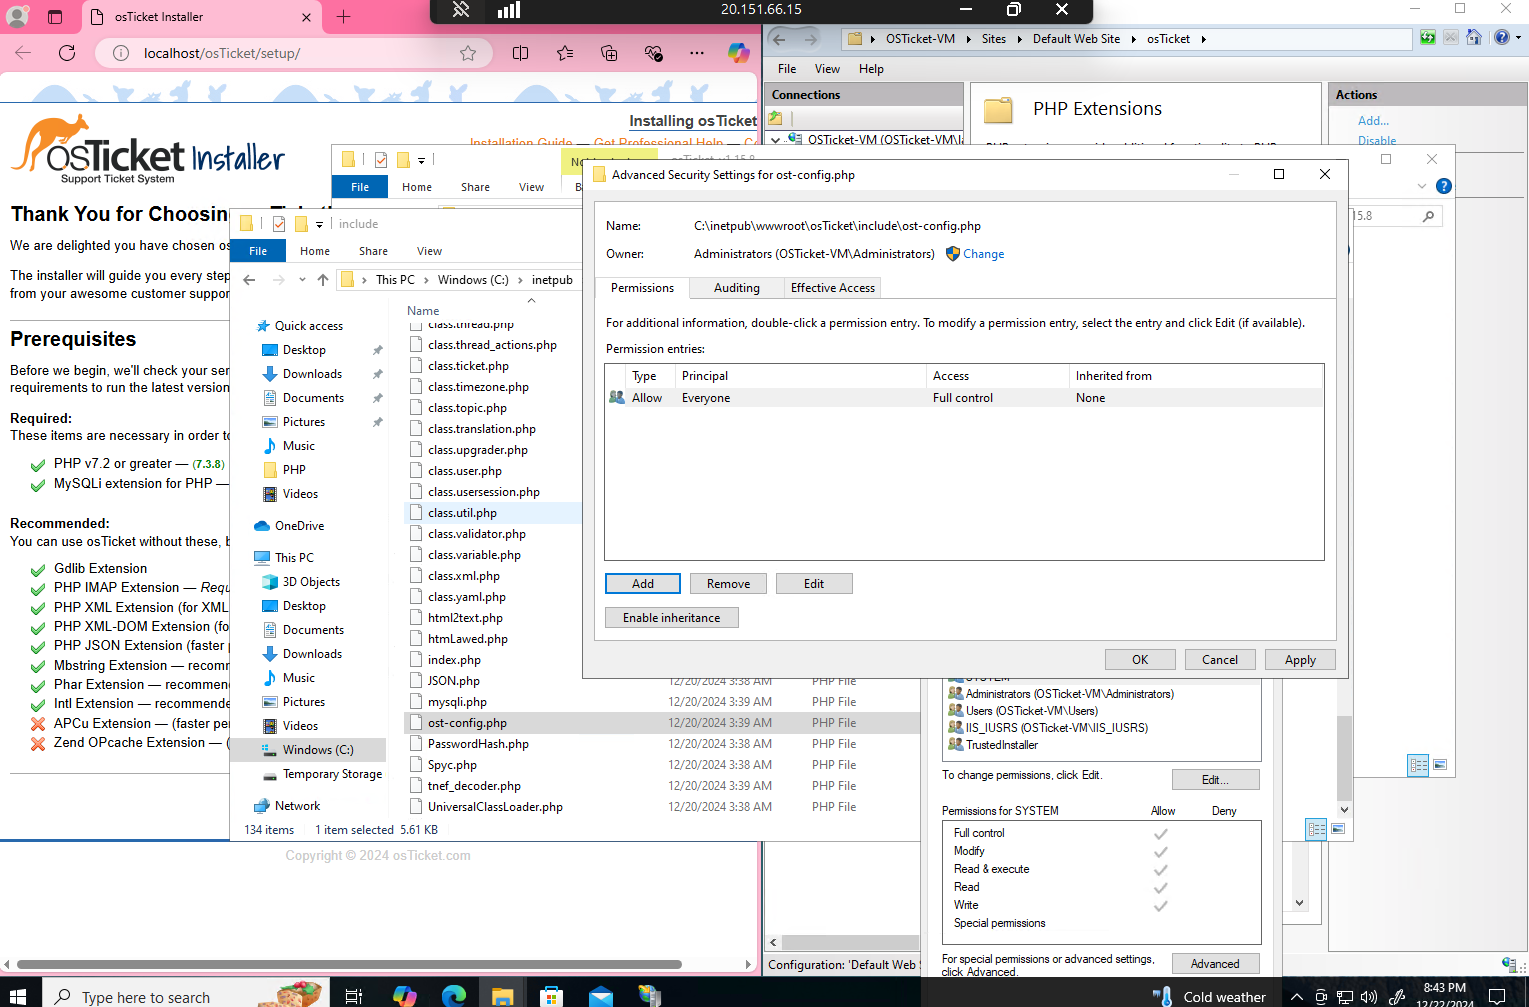 20.151.66.15
osTicket Installer
localhost/osTicket/setup/
OSTicket-VM
Sites
Default Web Site
osTicket
File
View
Help
Connections
OSTicket-VM (OSTicket-VM\
PHP Extensions
Actions
Add...
Disable
Installing osTicket
Installation Guide — Get Professional Help —
osTicket Installer
Support Ticket System
osTicket-v1.15.8
File
Home
Share
View
15.8
Thank You for Choosing
We are delighted you have chosen
The installer will guide you every step
from your awesome customer
Prerequisites
Before we begin, we'll check your
requirements to run the latest version
Required:
These items are necessary in order to
PHP v7.2 or greater — (7.3.8)
MySQLi extension for PHP —
Recommended:
You can use osTicket without these,
Gdlib Extension
PHP IMAP Extension —
PHP XML Extension (for XML
PHP XML-DOM Extension
PHP JSON Extension (faster
Mbstring Extension —
Phar Extension —
Intl Extension —
APCu Extension — (faster
Zend OPcache Extension — (
Copyright © 2024 osTicket.com
include
File
Home
Share
View
This PC
Windows (C:)
inetpub
Quick access
Desktop
Downloads
Documents
Pictures
Music
PHP
Videos
OneDrive
This PC
3D Objects
Desktop
Documents
Downloads
Music
Pictures
Videos
Windows (C:)
Temporary Storage
Network
Name
class.thread.php
class.thread_actions.php
class.ticket.php
class.timezone.php
class.topic.php
class.translation.php
class.upgrader.php
class.user.php
class.usersession.php
class.util.php
class.validator.php
class.variable.php
class.xml.php
class.yaml.php
html2text.php
htmLawed.php
index.php
JSON.php 12/20/2024 3:38 AM PHP File
mysqli.php 12/20/2024 3:39 AM PHP File
ost-config.php 12/20/2024 3:39 AM PHP File
PasswordHash.php 12/20/2024 3:38 AM PHP File
Spyc.php 12/20/2024 3:38 AM PHP File
tnef_decoder.php 12/20/2024 3:39 AM PHP File
UniversalClassLoader.php 12/20/2024 3:38 AM PHP File
134 items
1 item selected 5.61 KB
Advanced Security Settings for ost-config.php
Name:
C:\inetpub\wwwroot\osTicket\include\ost-config.php
Owner:
Administrators (OSTicket-VM\Administrators)
Change
Permissions
Auditing
Effective Access
For additional information, double-click a permission entry. To modify a permission entry, select the entry and click Edit (if available).
Permission entries:
Type Principal Access Inherited from
Allow Everyone Full control None
Add
Remove
Edit
Enable inheritance
OK
Cancel
Apply
SYSTEM
Administrators (OSTicket-VM\Administrators)
Users (OSTicket-VM\Users)
IIS_IUSRS (OSTicket-VM\IIS_IUSRS)
TrustedInstaller
To change permissions, click Edit.
Edit...
Permissions for SYSTEM
Allow
Deny
Full control
Modify
Read & execute
Read
Write
Special permissions
For special permissions or advanced settings,
click Advanced.
Advanced
Configuration: 'Default Web
Type here to search
Cold weather
8:43 PM
12/22/2024